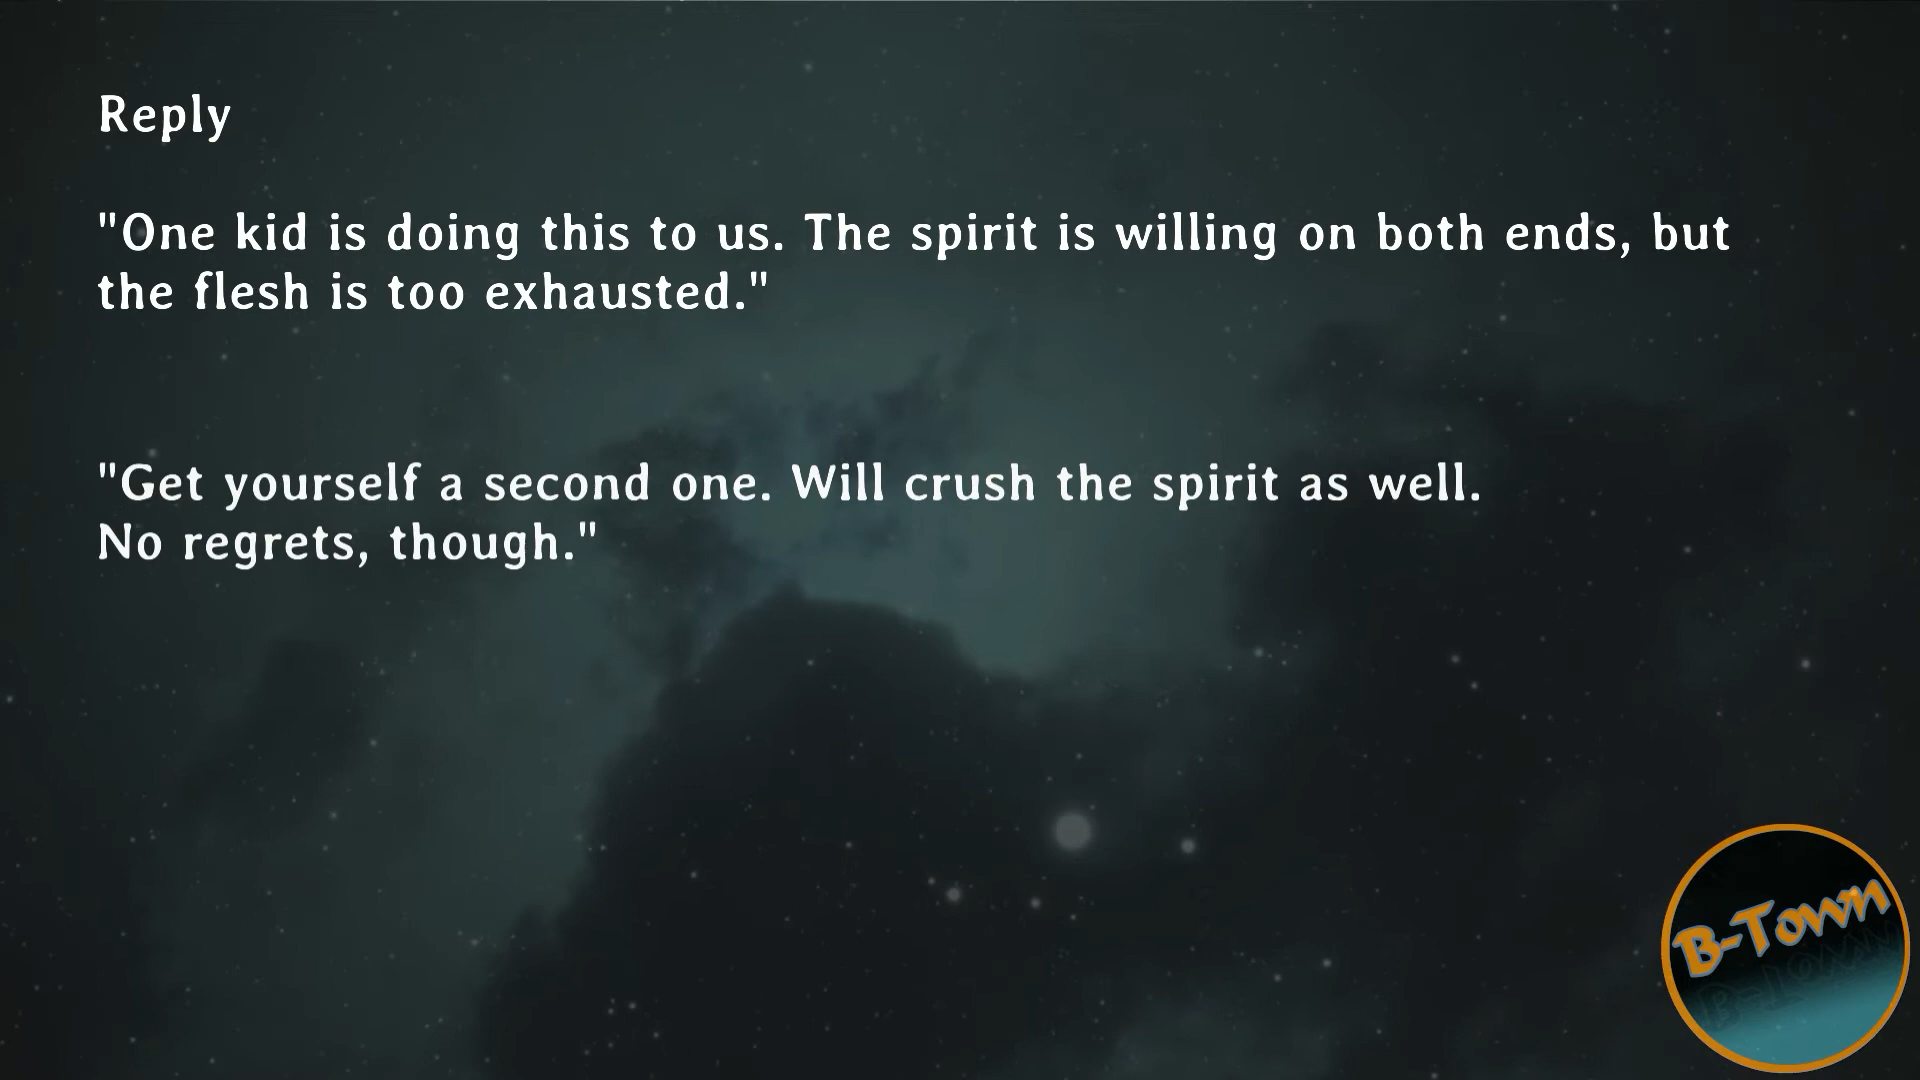 Reply
"One kid is doing this to us. The spirit is willing on both ends, but
the flesh is too exhausted."
"Get yourself a second one. Will crush the spirit as well.
No regrets, though."
B-Town